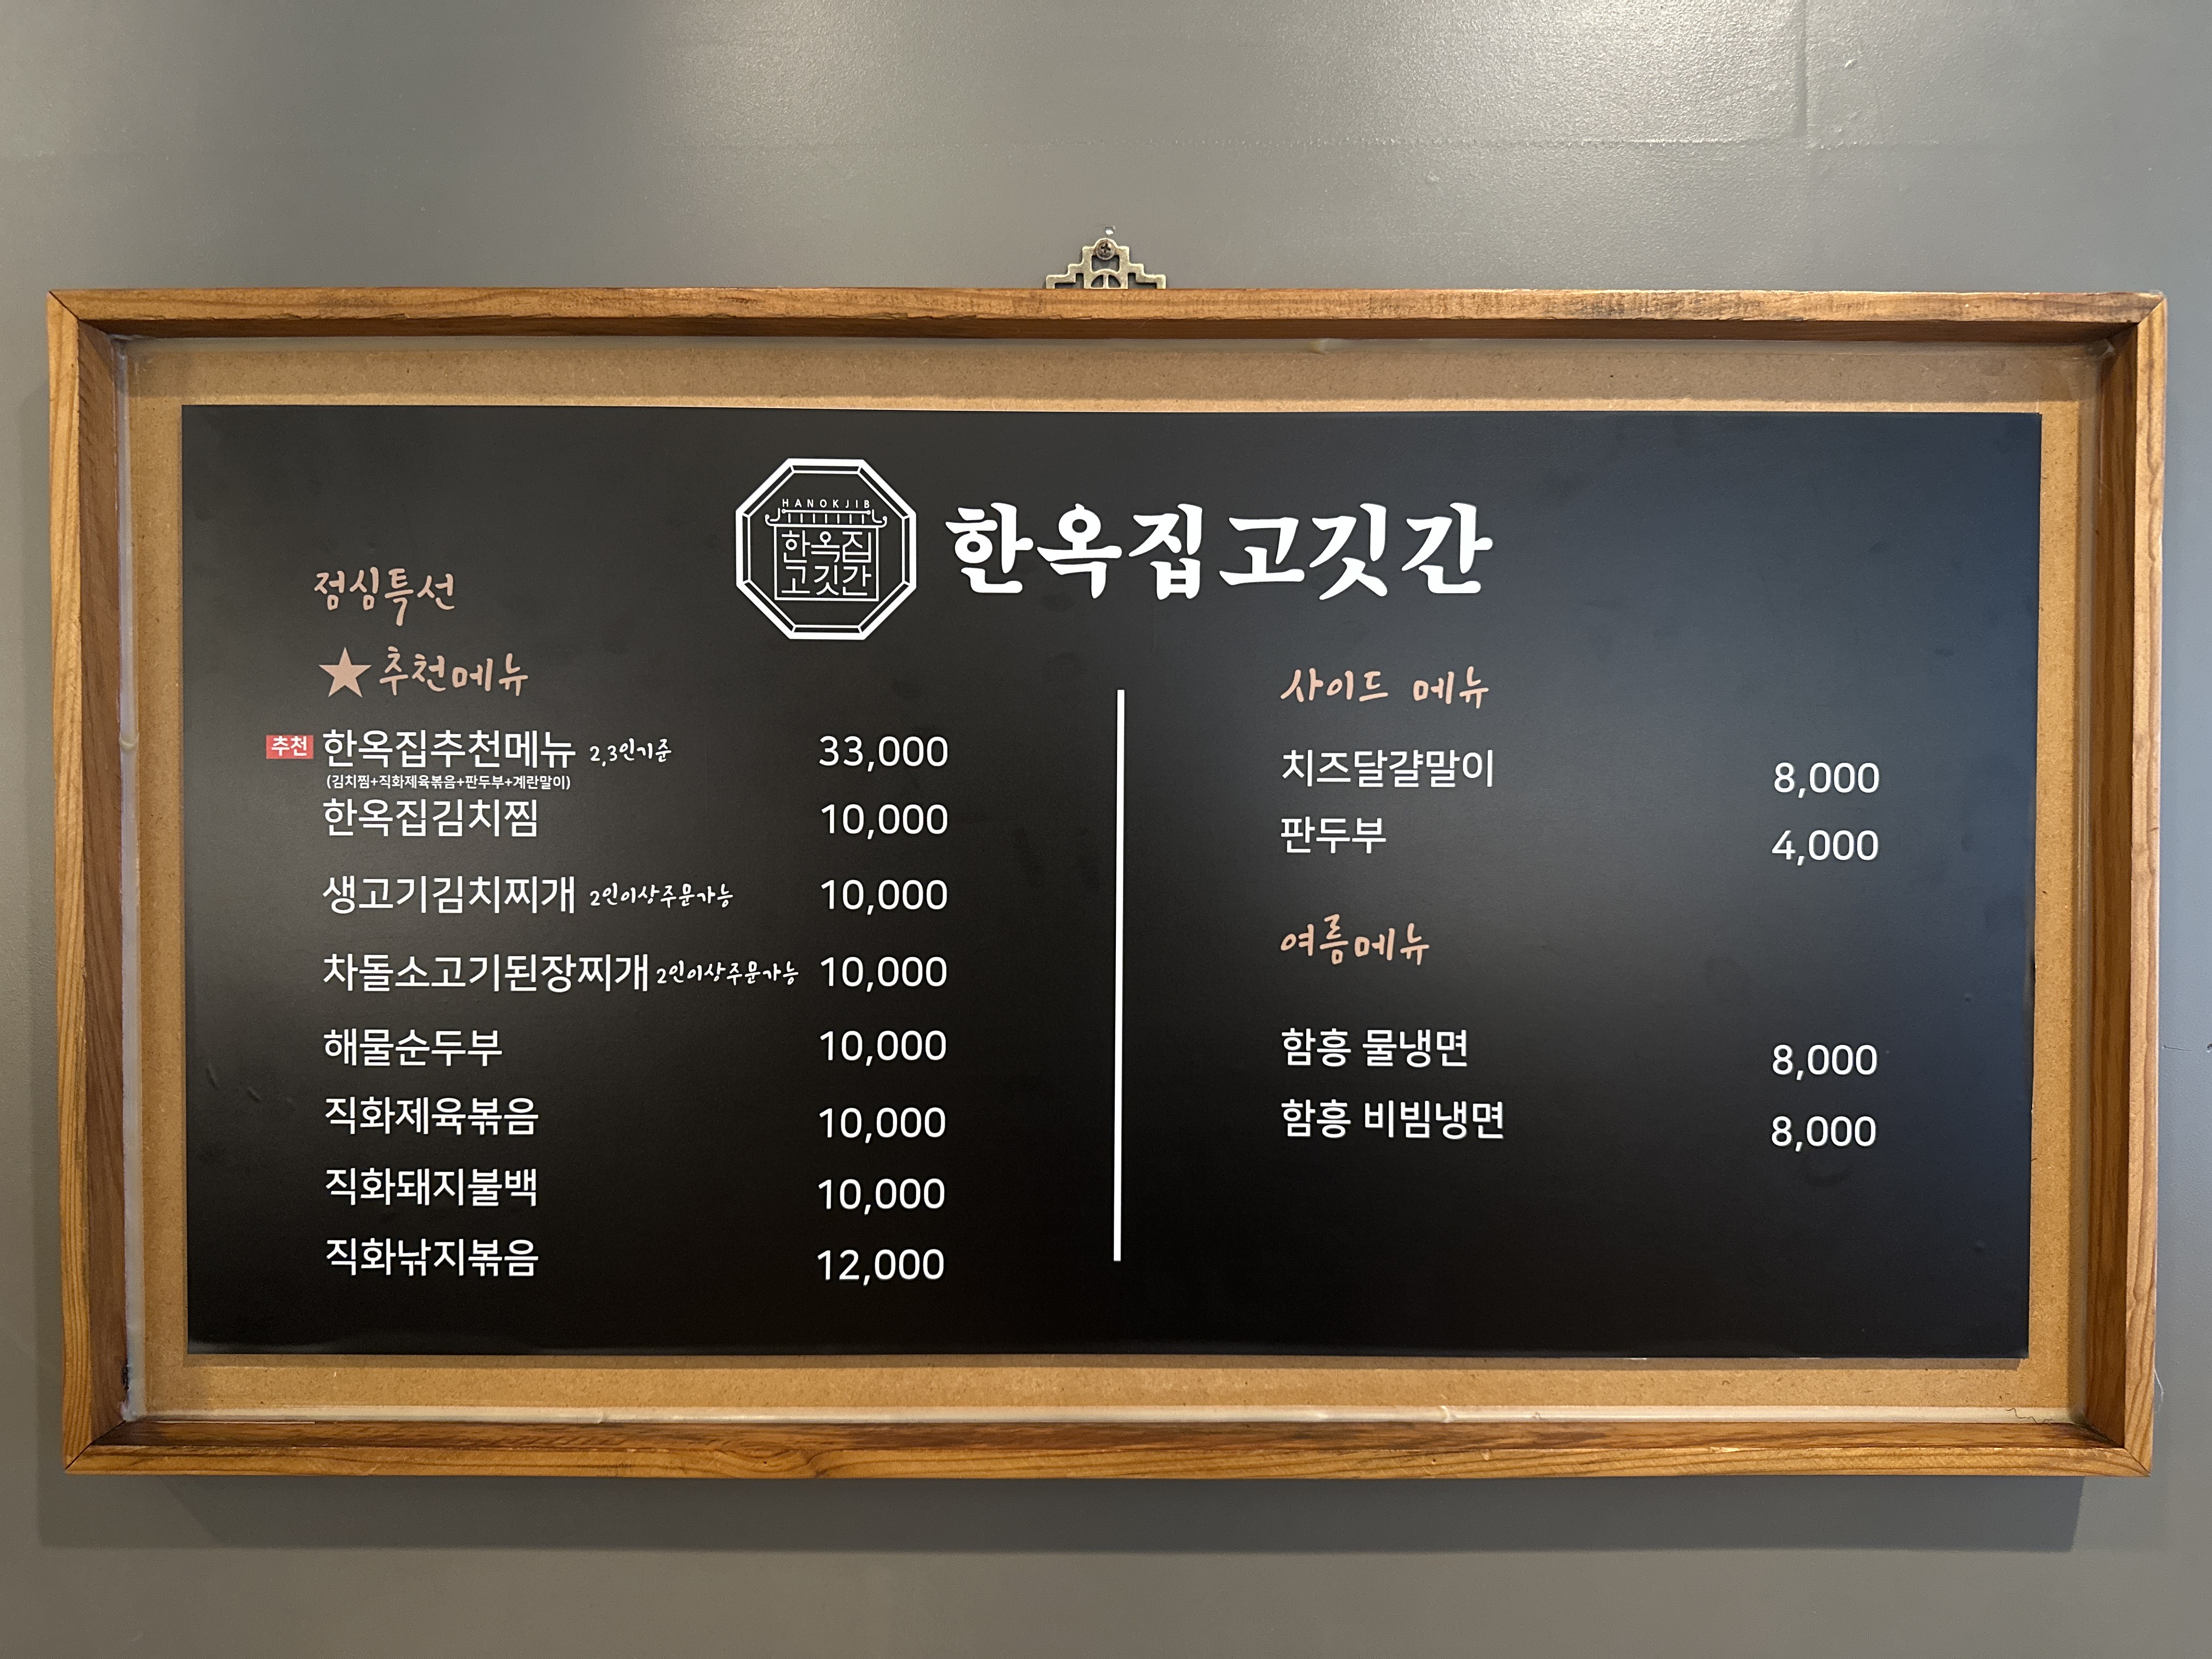 HANOKJIB
한옥집
고깃간
한옥집고깃간
점심특선
★추천메뉴
추천 한옥집추천메뉴 2,3인기준 33,000
(김치찜+직화제육볶음+판두부+계란말이)
한옥집김치찜 10,000
생고기김치찌개 2인이상주문가능 10,000
차돌소고기된장찌개 2인이상주문가능 10,000
해물순두부 10,000
직화제육볶음 10,000
직화돼지불백 10,000
직화낚지볶음 12,000
사이드 메뉴
치즈달걀말이 8,000
판두부 4,000
여름메뉴
함흥 물냉면 8,000
함흥 비빔냉면 8,000